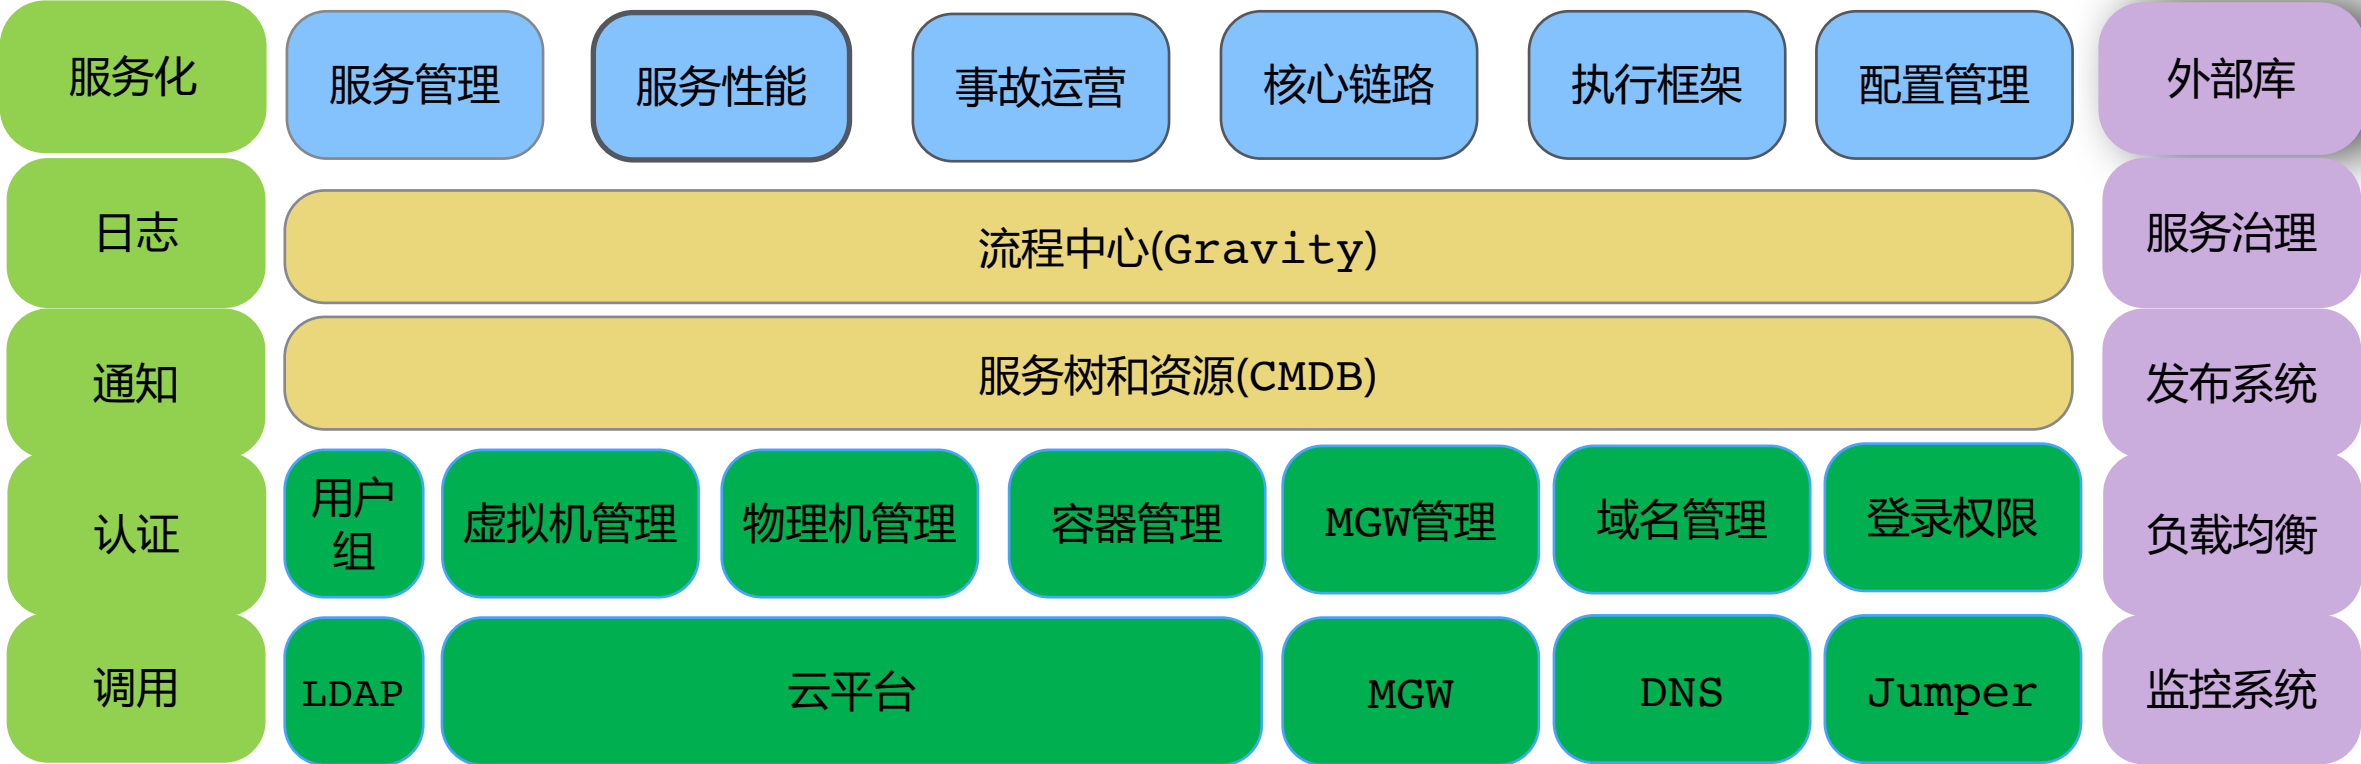 服务化
服务管理
服务性能
事故运营
核心链路
执行框架
配置管理
外部库
日志
流程中心(Gravity)
服务治理
通知
服务树和资源(CMDB)
发布系统
认证
用户
组
虚拟机管理
物理机管理
容器管理
MGW管理
域名管理
登录权限
负载均衡
调用
LDAP
云平台
MGW
DNS
Jumper
监控系统